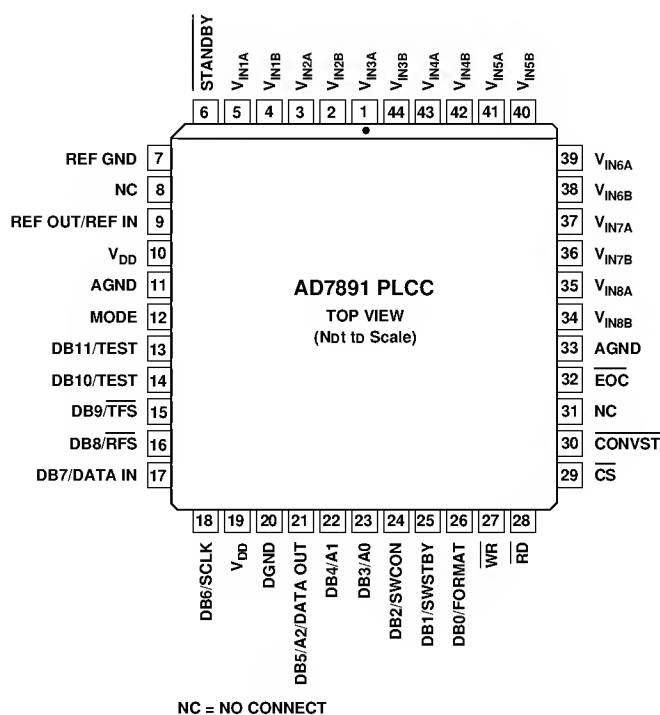 STANDBY
VIN1A
VIN1B
VIN2A
VIN2B
VIN3A
VIN3B
VIN4A
VIN4B
VIN5A
VIN5B
6 5 4 3 2 1 44 43 42 41 40
REF GND 7
NC 8
REF OUT/REF IN 9
VDD 10
AGND 11
MODE 12
DB11/TEST 13
DB10/TEST 14
DB9/TFS 15
DB8/RFS 16
DB7/DATA IN 17
AD7891 PLCC
TOP VIEW
(Not to Scale)
39 VIN6A
38 VIN6B
37 VIN7A
36 VIN7B
35 VIN8A
34 VIN8B
33 AGND
32 EOC
31 NC
30 CONVST
29 CS
18 19 20 21 22 23 24 25 26 27 28
DB6/SCLK
VDD
DGND
DB5/A2/DATA OUT
DB4/A1
DB3/A0
DB2/SWCON
DB1/SWSTBY
DB0/FORMAT
WR
RD
NC = NO CONNECT